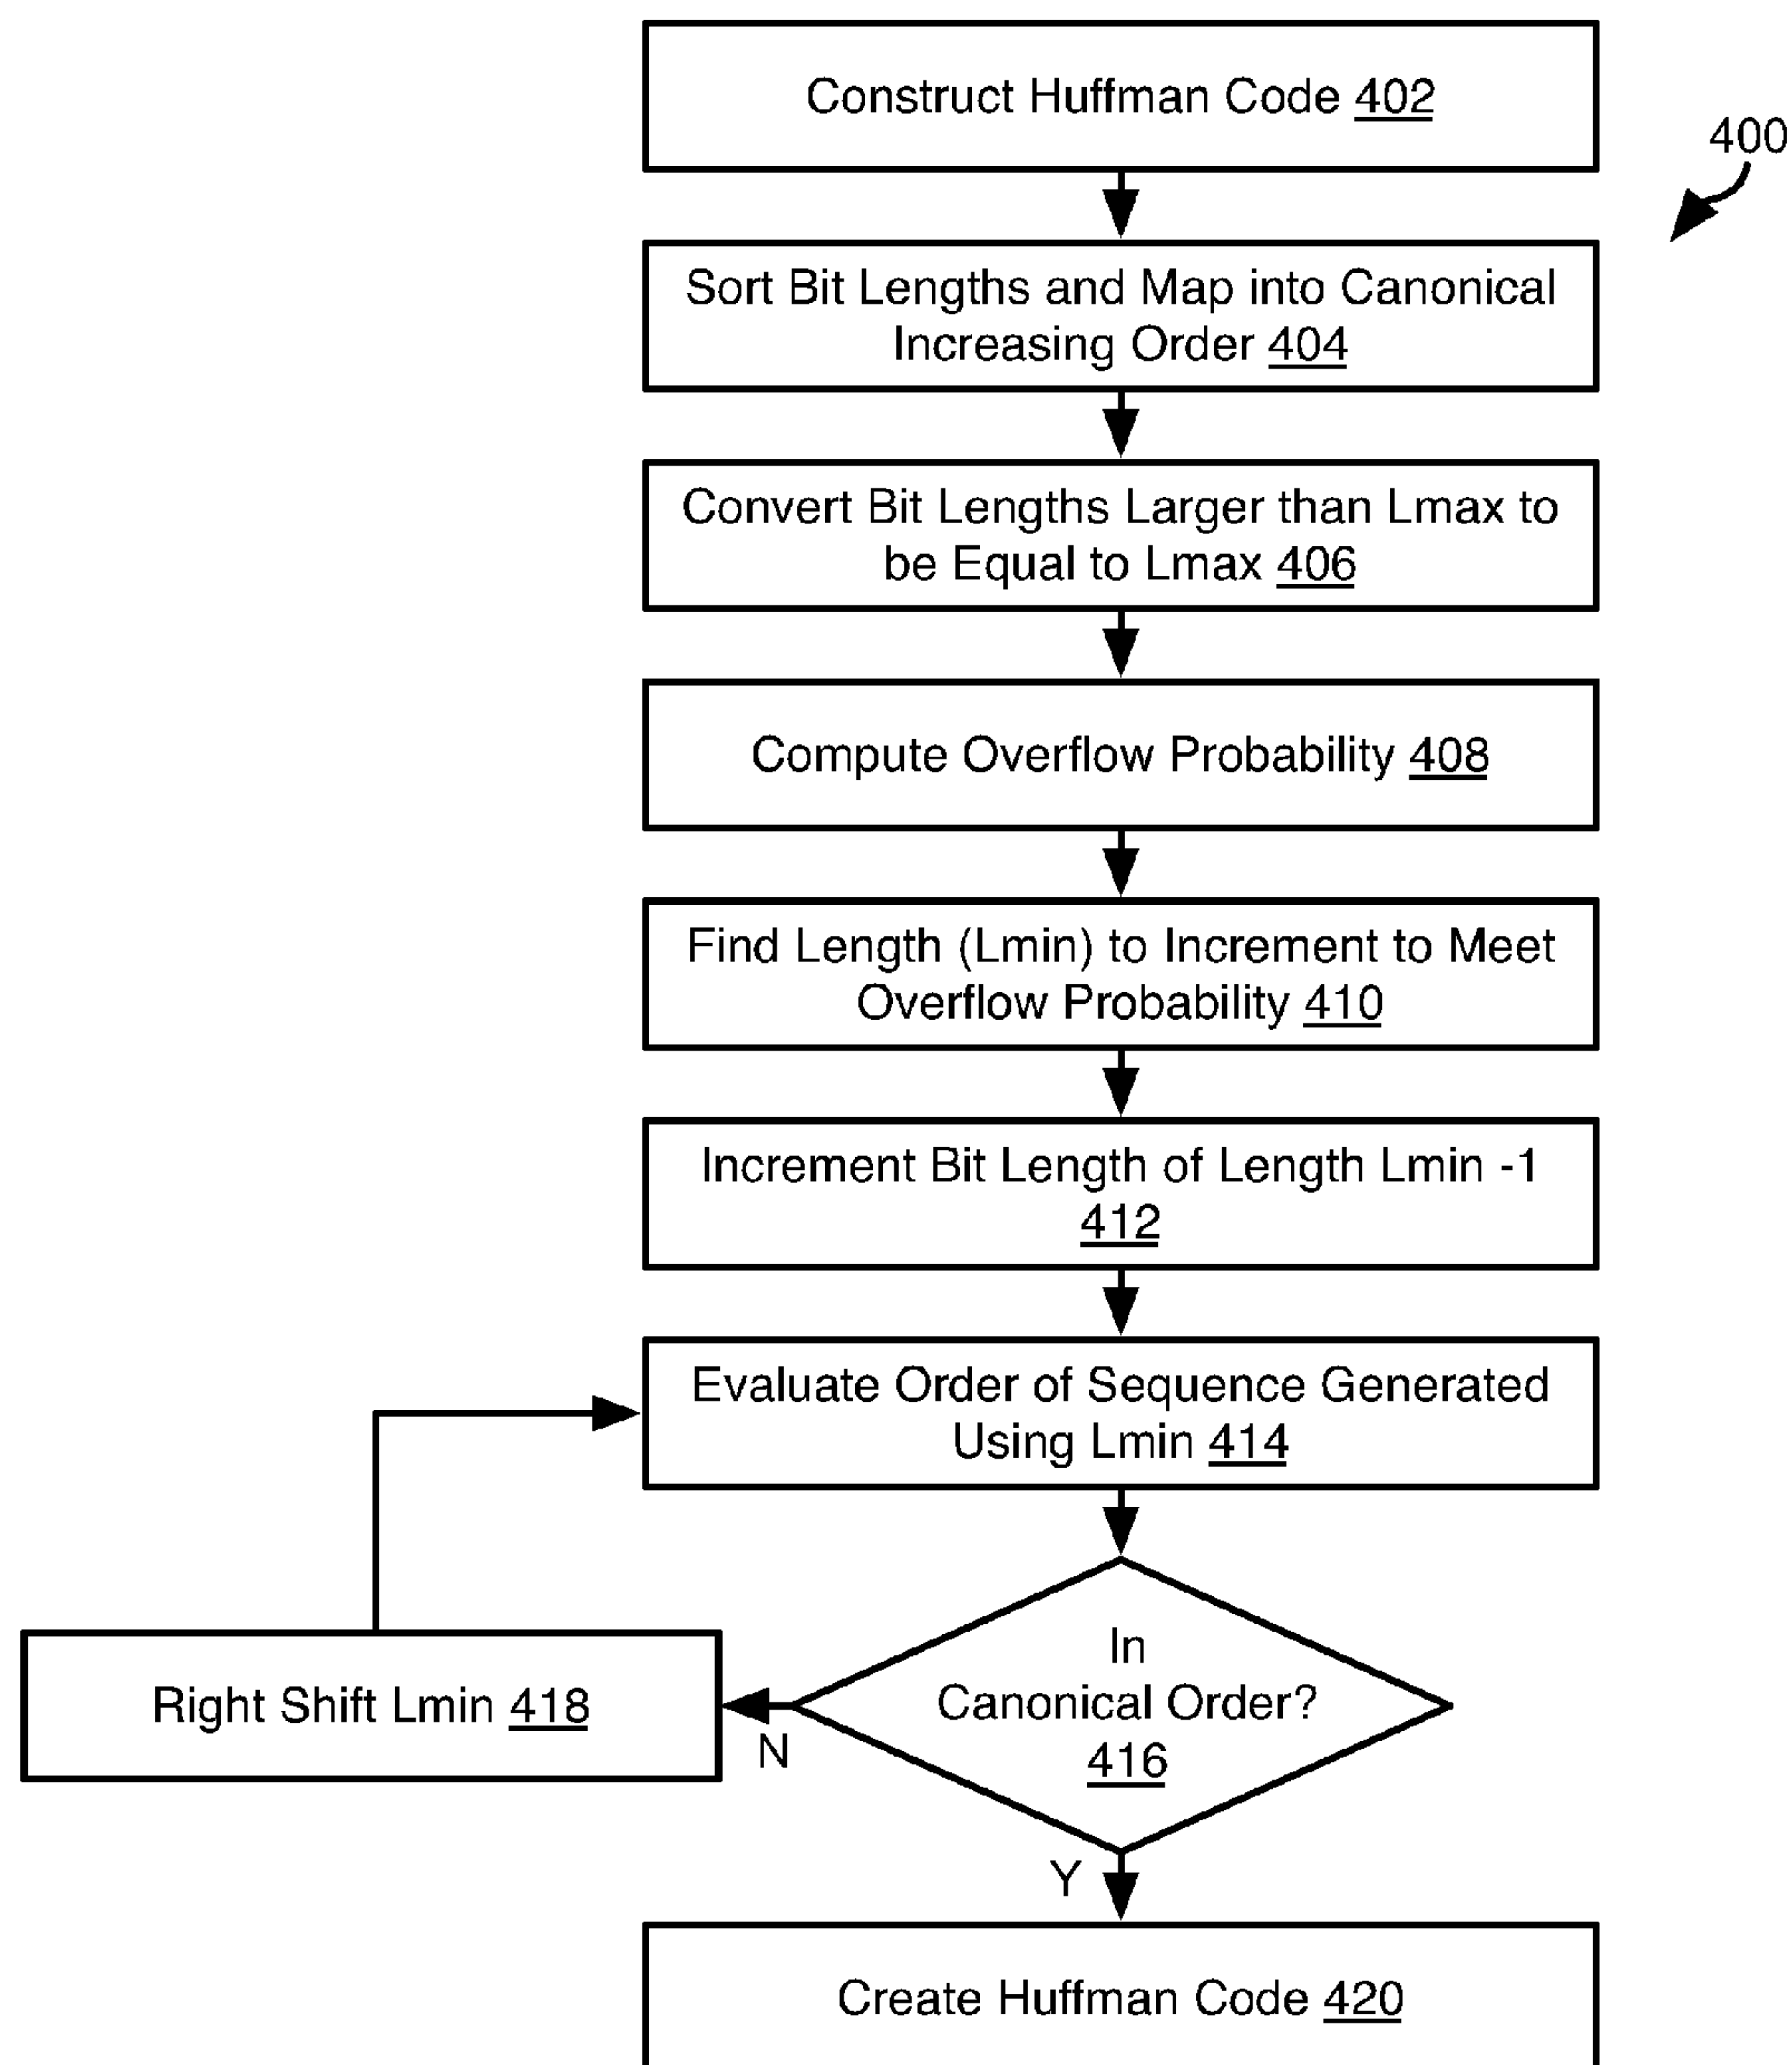 Construct Huffman Code 402
400
Sort Bit Lengths and Map into Canonical
Increasing Order 404
Convert Bit Lengths Larger than Lmax to
be Equal to Lmax 406
Compute Overflow Probability 408
Find Length (Lmin) to Increment to Meet
Overflow Probability 410
Increment Bit Length of Length Lmin -1
412
Evaluate Order of Sequence Generated
Using Lmin 414
In
Canonical Order?
416
Right Shift Lmin 418
N
Y
Create Huffman Code 420